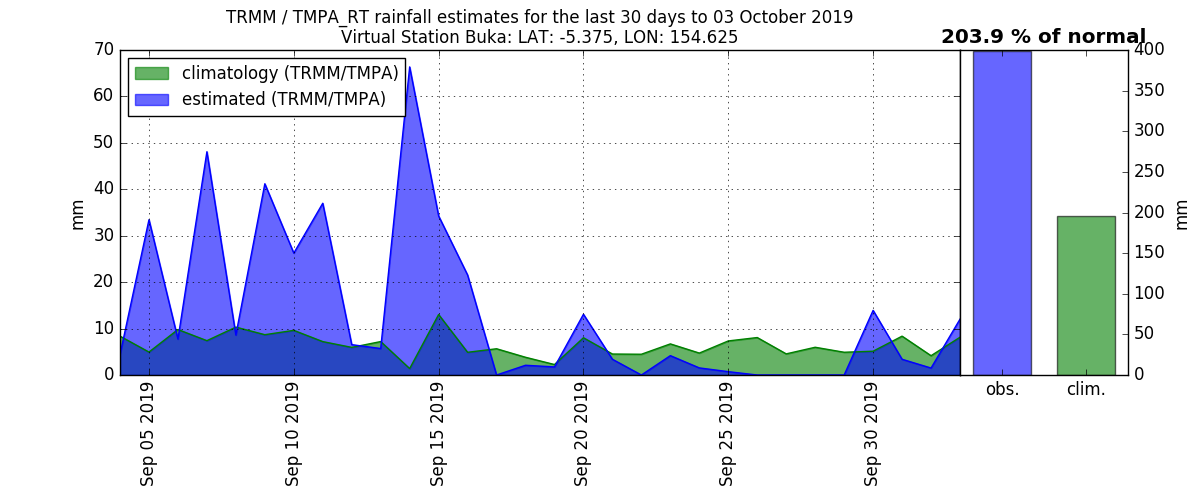 TRMM / TMPA_RT rainfall estimates for the last 30 days to 03 October 2019
Virtual Station Buka: LAT: -5.375, LON: 154.625
203.9 % of normal
climatology (TRMM/TMPA)
estimated (TRMM/TMPA)
70
60
50
40
30
20
10
0
mm
Sep 05 2019
Sep 10 2019
Sep 15 2019
Sep 20 2019
Sep 25 2019
Sep 30 2019
400
350
300
250
200
150
100
50
0
mm
obs.
clim.